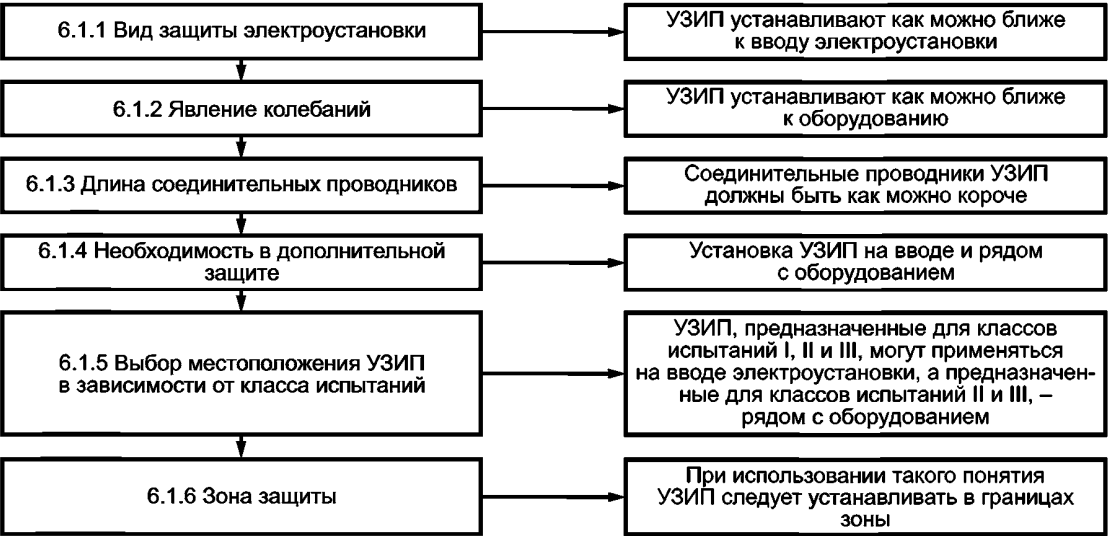 6.1.1 Вид защиты электроустановки
УЗИП устанавливают как можно ближе
к вводу электроустановки
6.1.2 Явление колебаний
УЗИП устанавливают как можно ближе
к оборудованию
6.1.3 Длина соединительных проводников
Соединительные проводники УЗИП
должны быть как можно короче
6.1.4 Необходимость в дополнительной
защите
Установка УЗИП на вводе и рядом
с оборудованием
6.1.5 Выбор местоположения УЗИП
в зависимости от класса испытаний
УЗИП, предназначенные для классов
испытаний I, II и III, могут применяться
на вводе электроустановки, а предназначен-
ные для классов испытаний II и III, –
рядом с оборудованием
6.1.6 Зона защиты
При использовании такого понятия
УЗИП следует устанавливать в границах
зоны